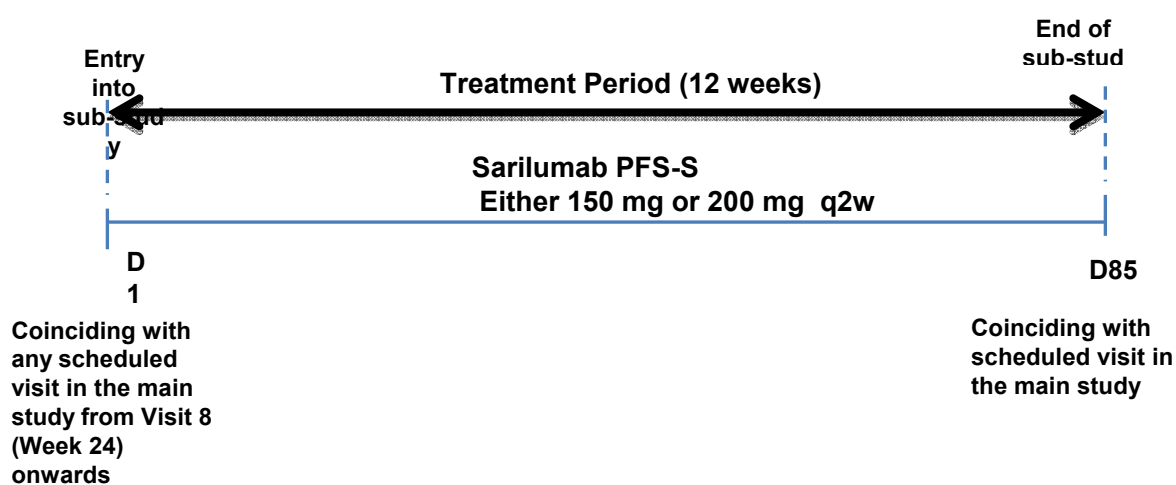 Entry
into
sub-stud
y
End of
sub-stud
Treatment Period (12 weeks)
Sarilumab PFS-S
Either 150 mg or 200 mg q2w
D
1
D85
Coinciding with
any scheduled
visit in the main
study from Visit 8
(Week 24)
onwards
Coinciding with
scheduled visit in
the main study